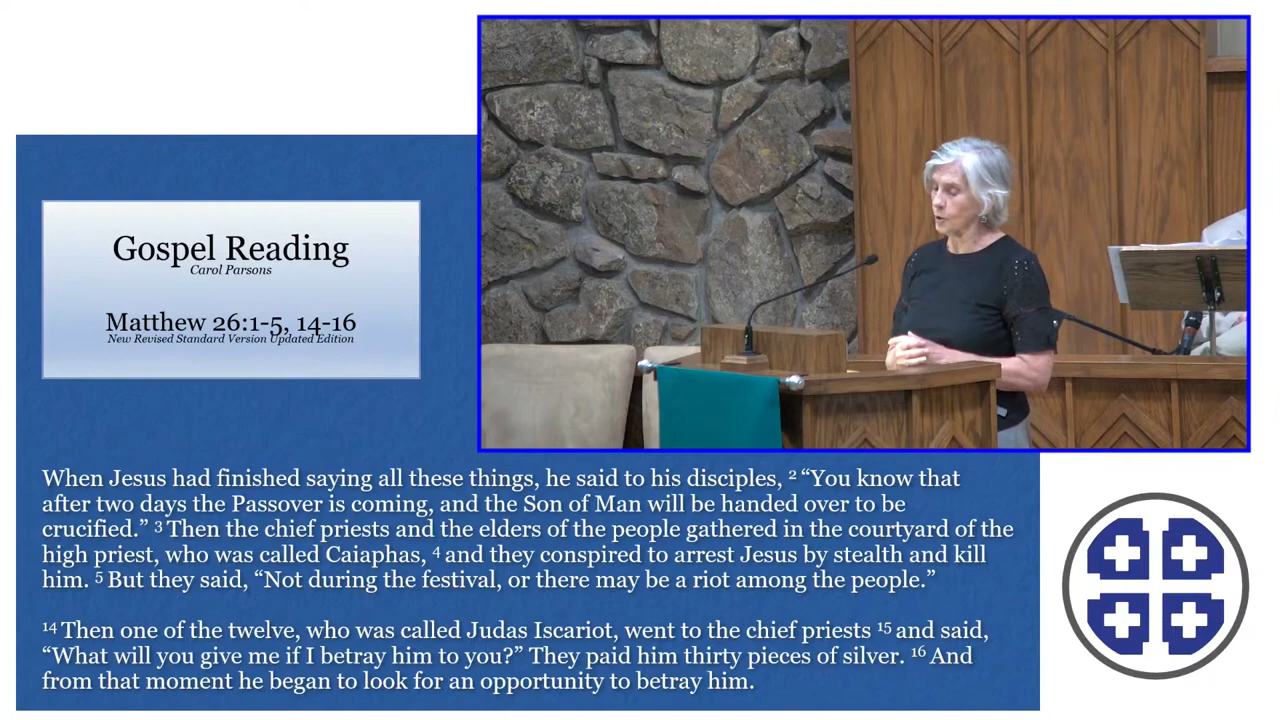 Gospel Reading
Carol Parsons
Matthew 26:1-5, 14-16
New Revised Standard Version Updated Edition
When Jesus had finished saying all these things, he said to his disciples, ² “You know that
after two days the Passover is coming, and the Son of Man will be handed over to be
crucified.” ³ Then the chief priests and the elders of the people gathered in the courtyard of the
high priest, who was called Caiaphas, ⁴ and they conspired to arrest Jesus by stealth and kill
him. ⁵ But they said, “Not during the festival, or there may be a riot among the people.”
¹⁴ Then one of the twelve, who was called Judas Iscariot, went to the chief priests ¹⁵ and said,
“What will you give me if I betray him to you?” They paid him thirty pieces of silver. ¹⁶ And
from that moment he began to look for an opportunity to betray him.